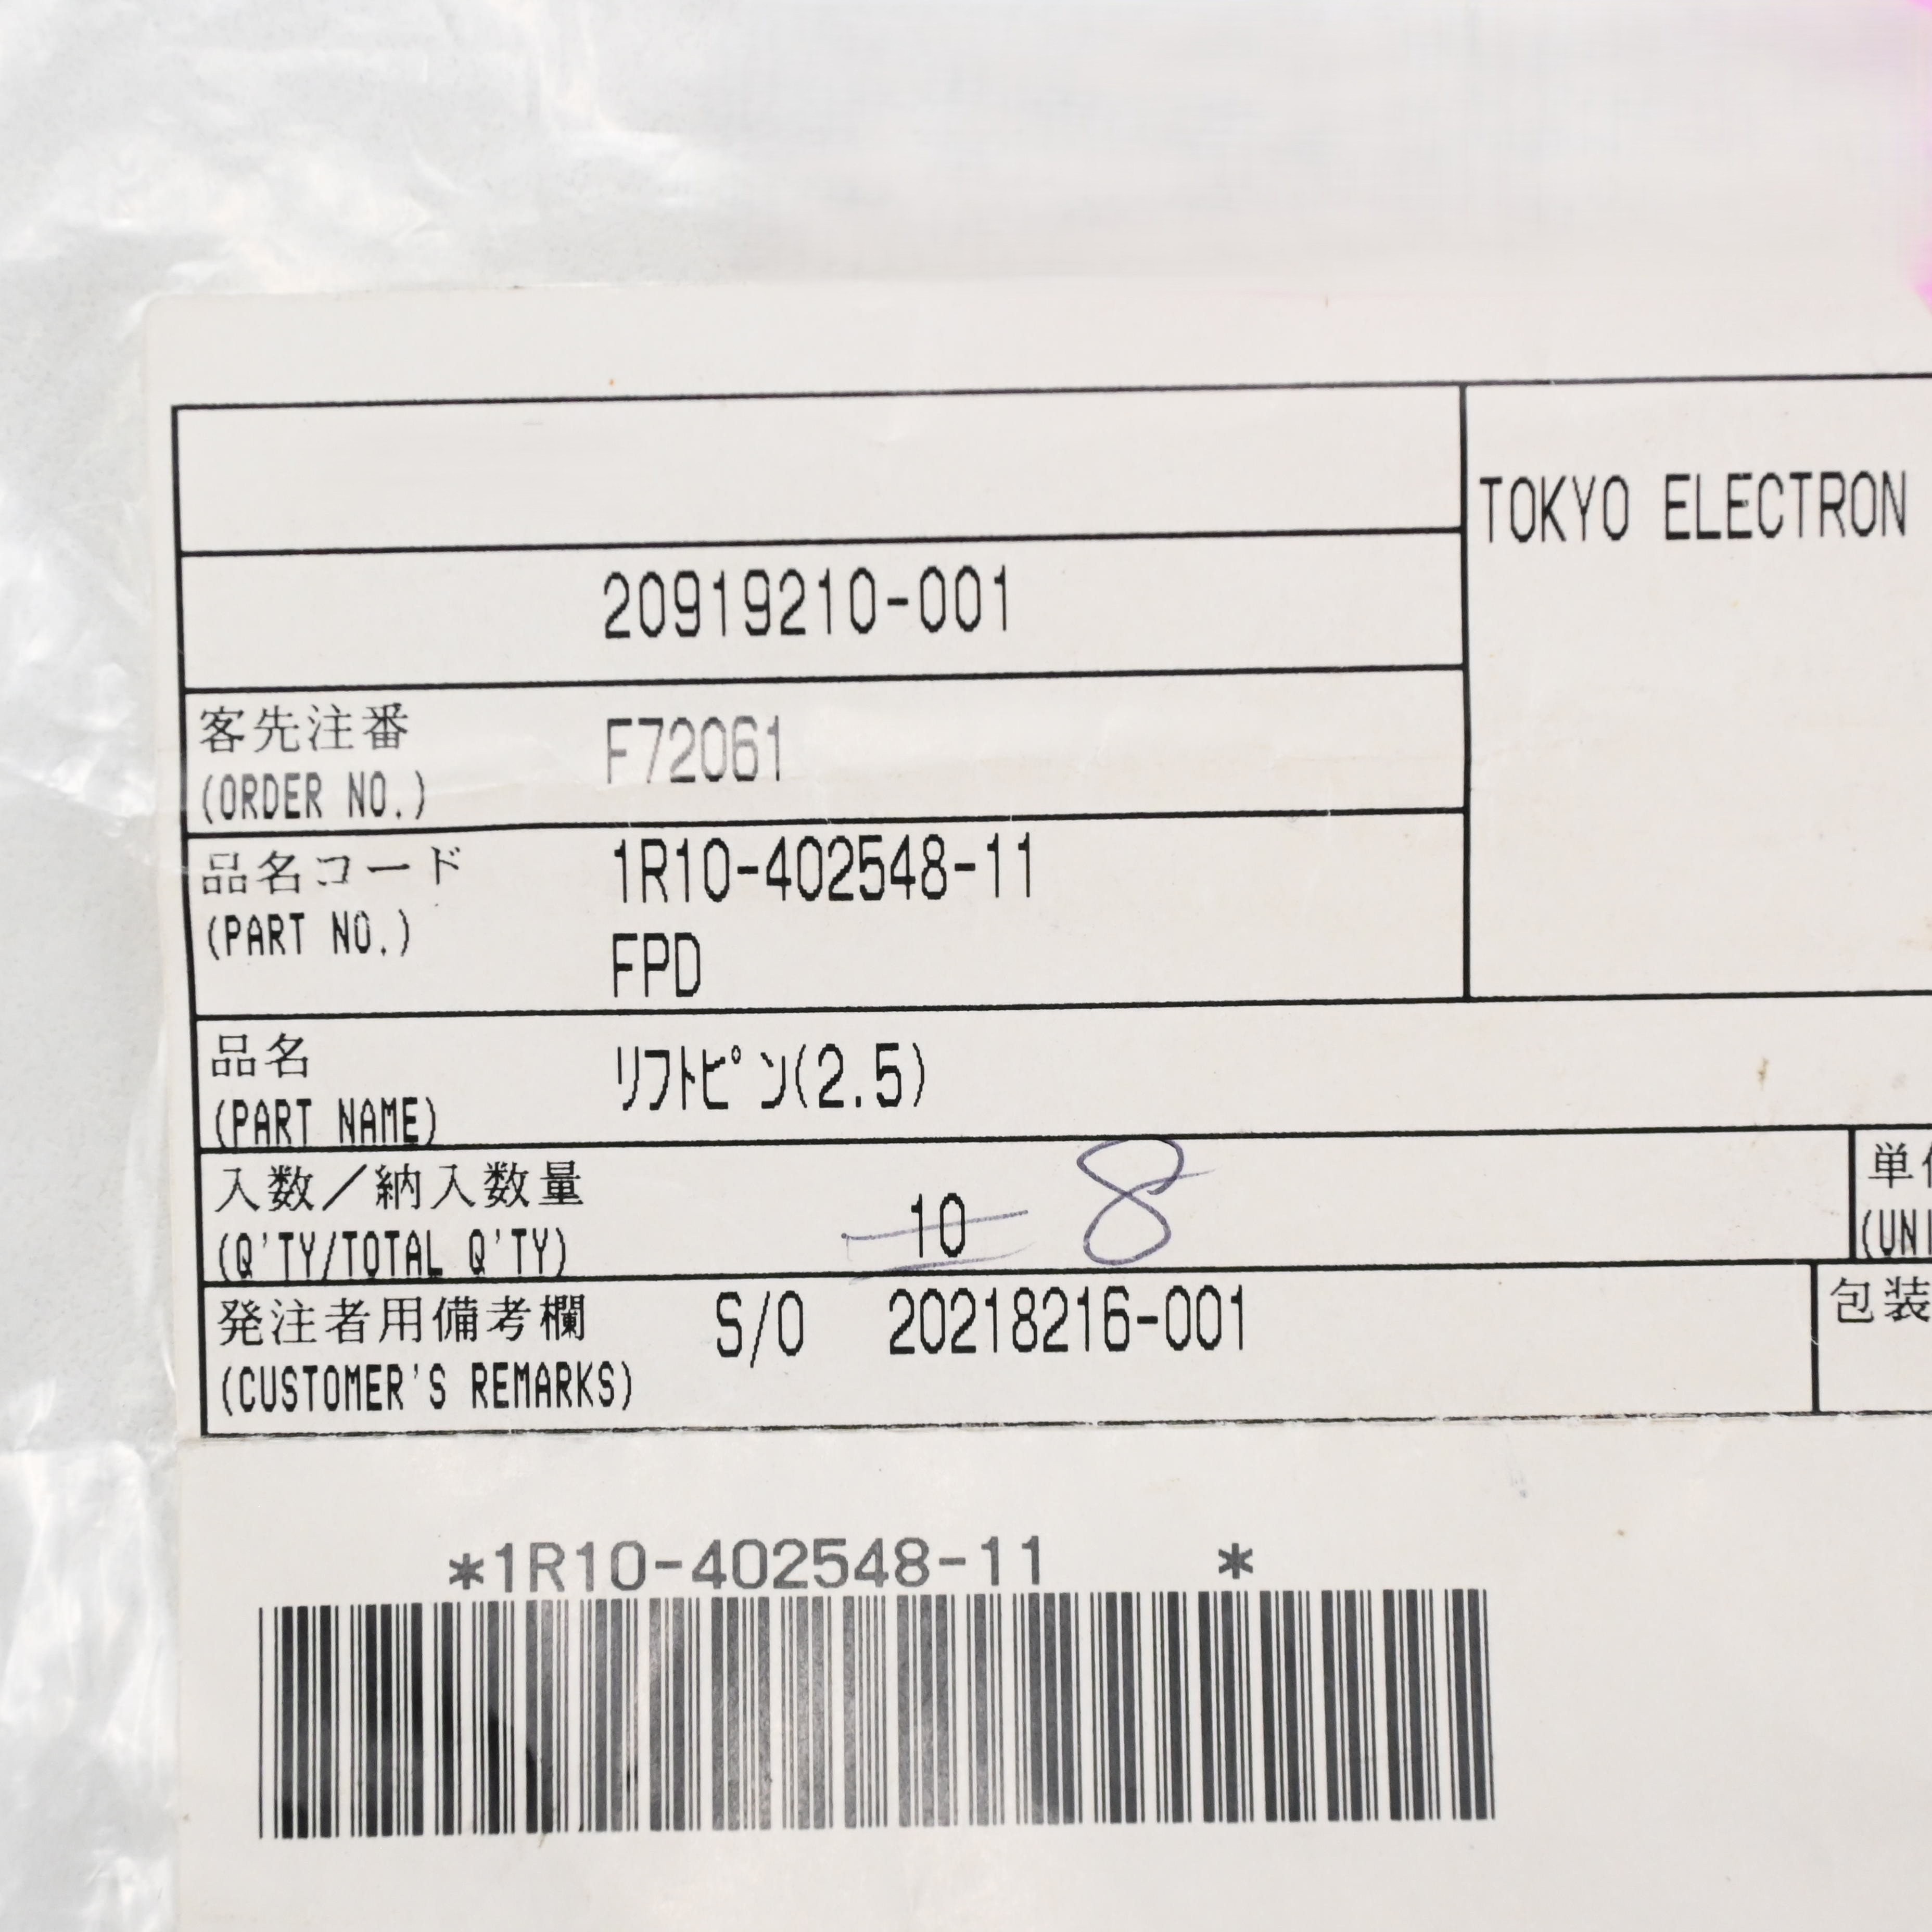 TOKYO ELECTRON
20919210-001
客先注番
(ORDER NO.)
F72061
品名コード
(PART NO.)
1R10-402548-11
FPD
品名
(PART NAME)
ﾘﾌﾄﾋﾟﾝ(2.5)
入数／納入数量
(Q'TY/TOTAL Q'TY)
10 8
単
(UNI
発注者用備考欄
(CUSTOMER'S REMARKS)
S/O 20218216-001
包装
*1R10-402548-11 *